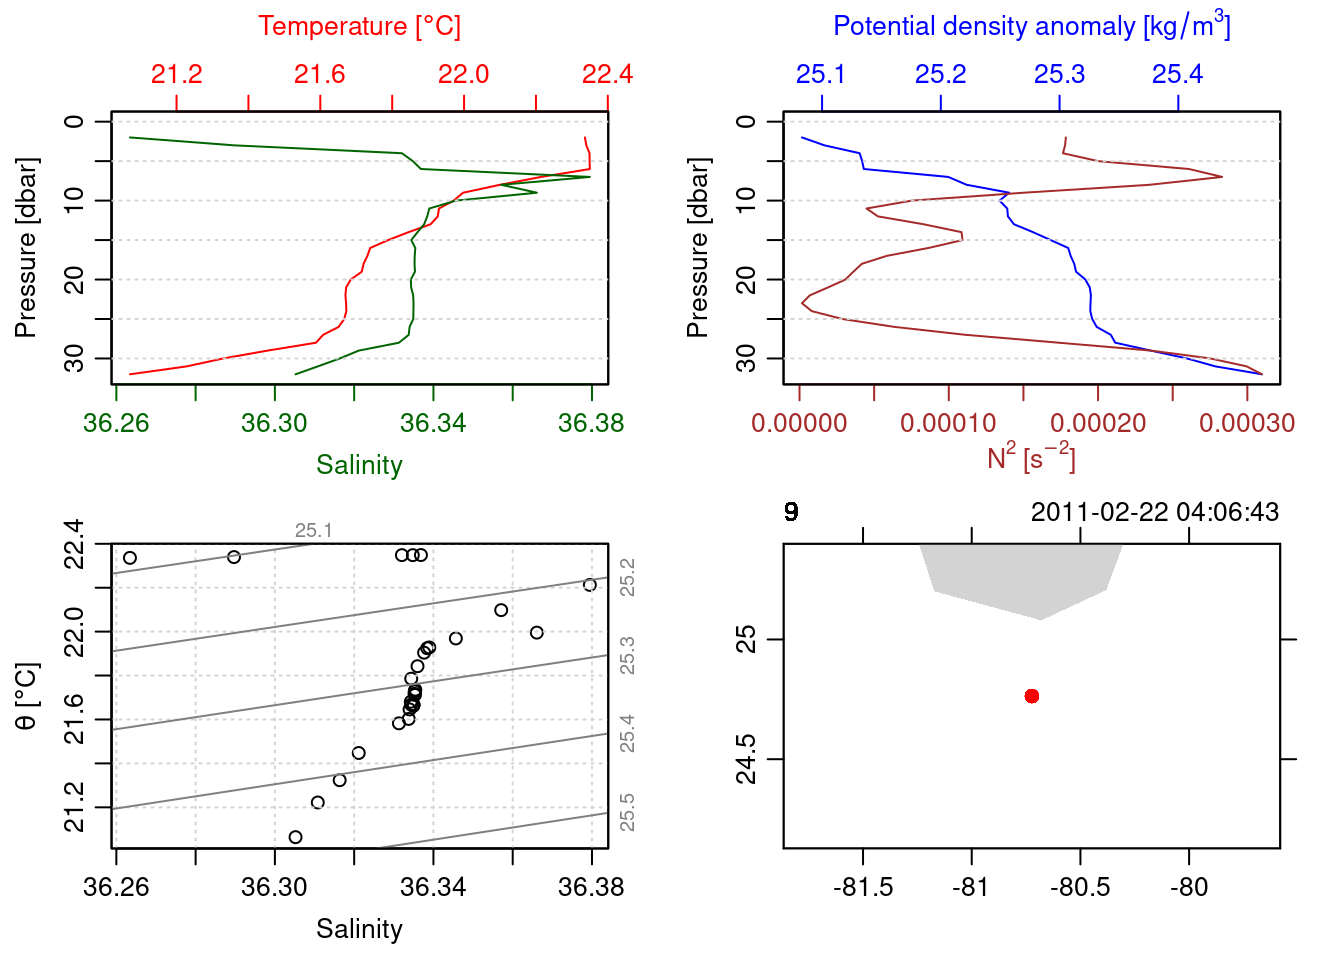 Temperature [°C]
21.2 21.6 22.0 22.4
Pressure [dbar]
0 10 20 30
36.26 36.30 36.34 36.38
Salinity
Potential density anomaly [kg/m³]
25.1 25.2 25.3 25.4
Pressure [dbar]
0 10 20 30
0.00000 0.00010 0.00020 0.00030
N² [s⁻²]
25.1
θ [°C]
21.2 21.6 22.0 22.4
25.2
25.3
25.4
25.5
36.26 36.30 36.34 36.38
Salinity
2011-02-22 04:06:43
25
24.5
-81.5 -81 -80.5 -80